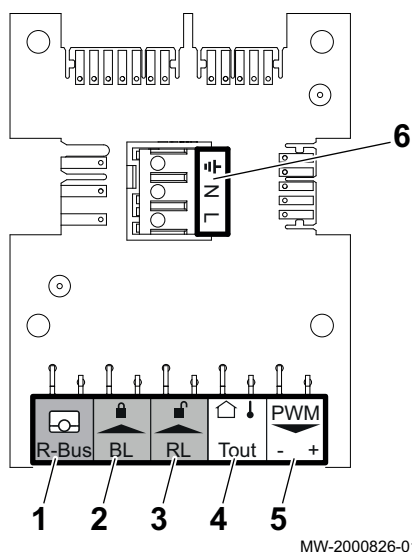 6
N
L
PWM
R-Bus BL RL Tout - +
1 2 3 4 5
MW-2000826-0